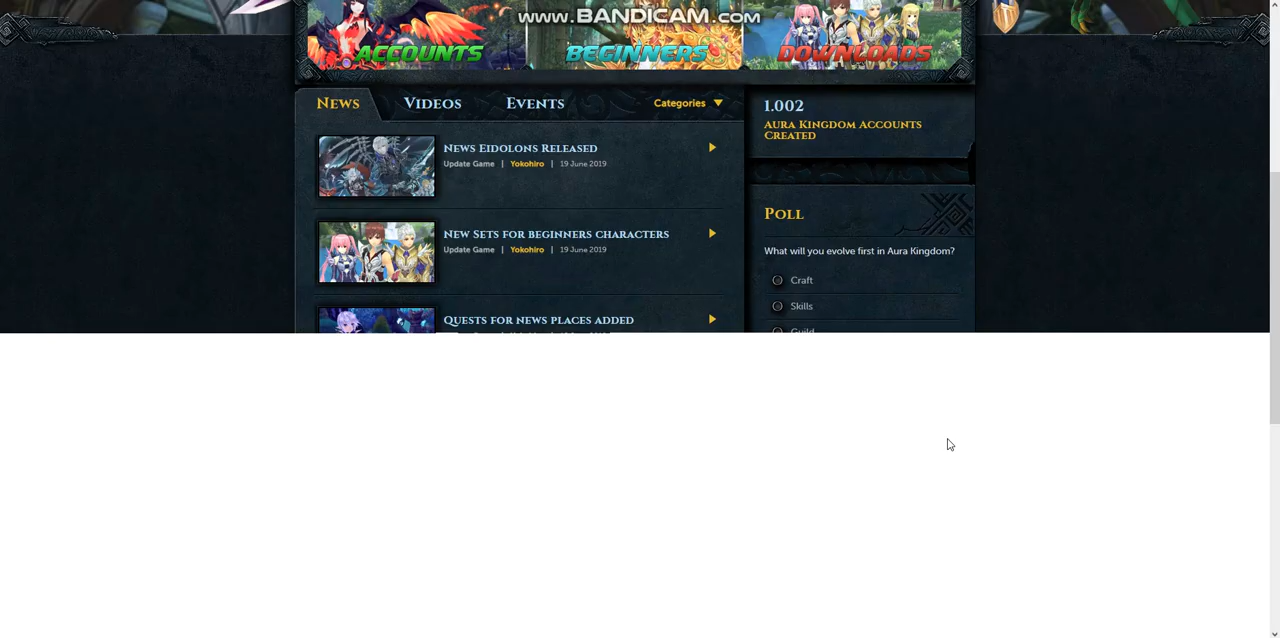 www.BANDICAM.com
ACCOUNTS
BEGINNERS
DOWNLOADS
News
Videos
Events
Categories
News Eidolons Released
Update Game | Yokohiro | 19 June 2019
New Sets for beginners characters
Update Game | Yokohiro | 19 June 2019
Quests for news places added
1.002
Aura Kingdom Accounts
Created
Poll
What will you evolve first in Aura Kingdom?
Craft
Skills
Guild